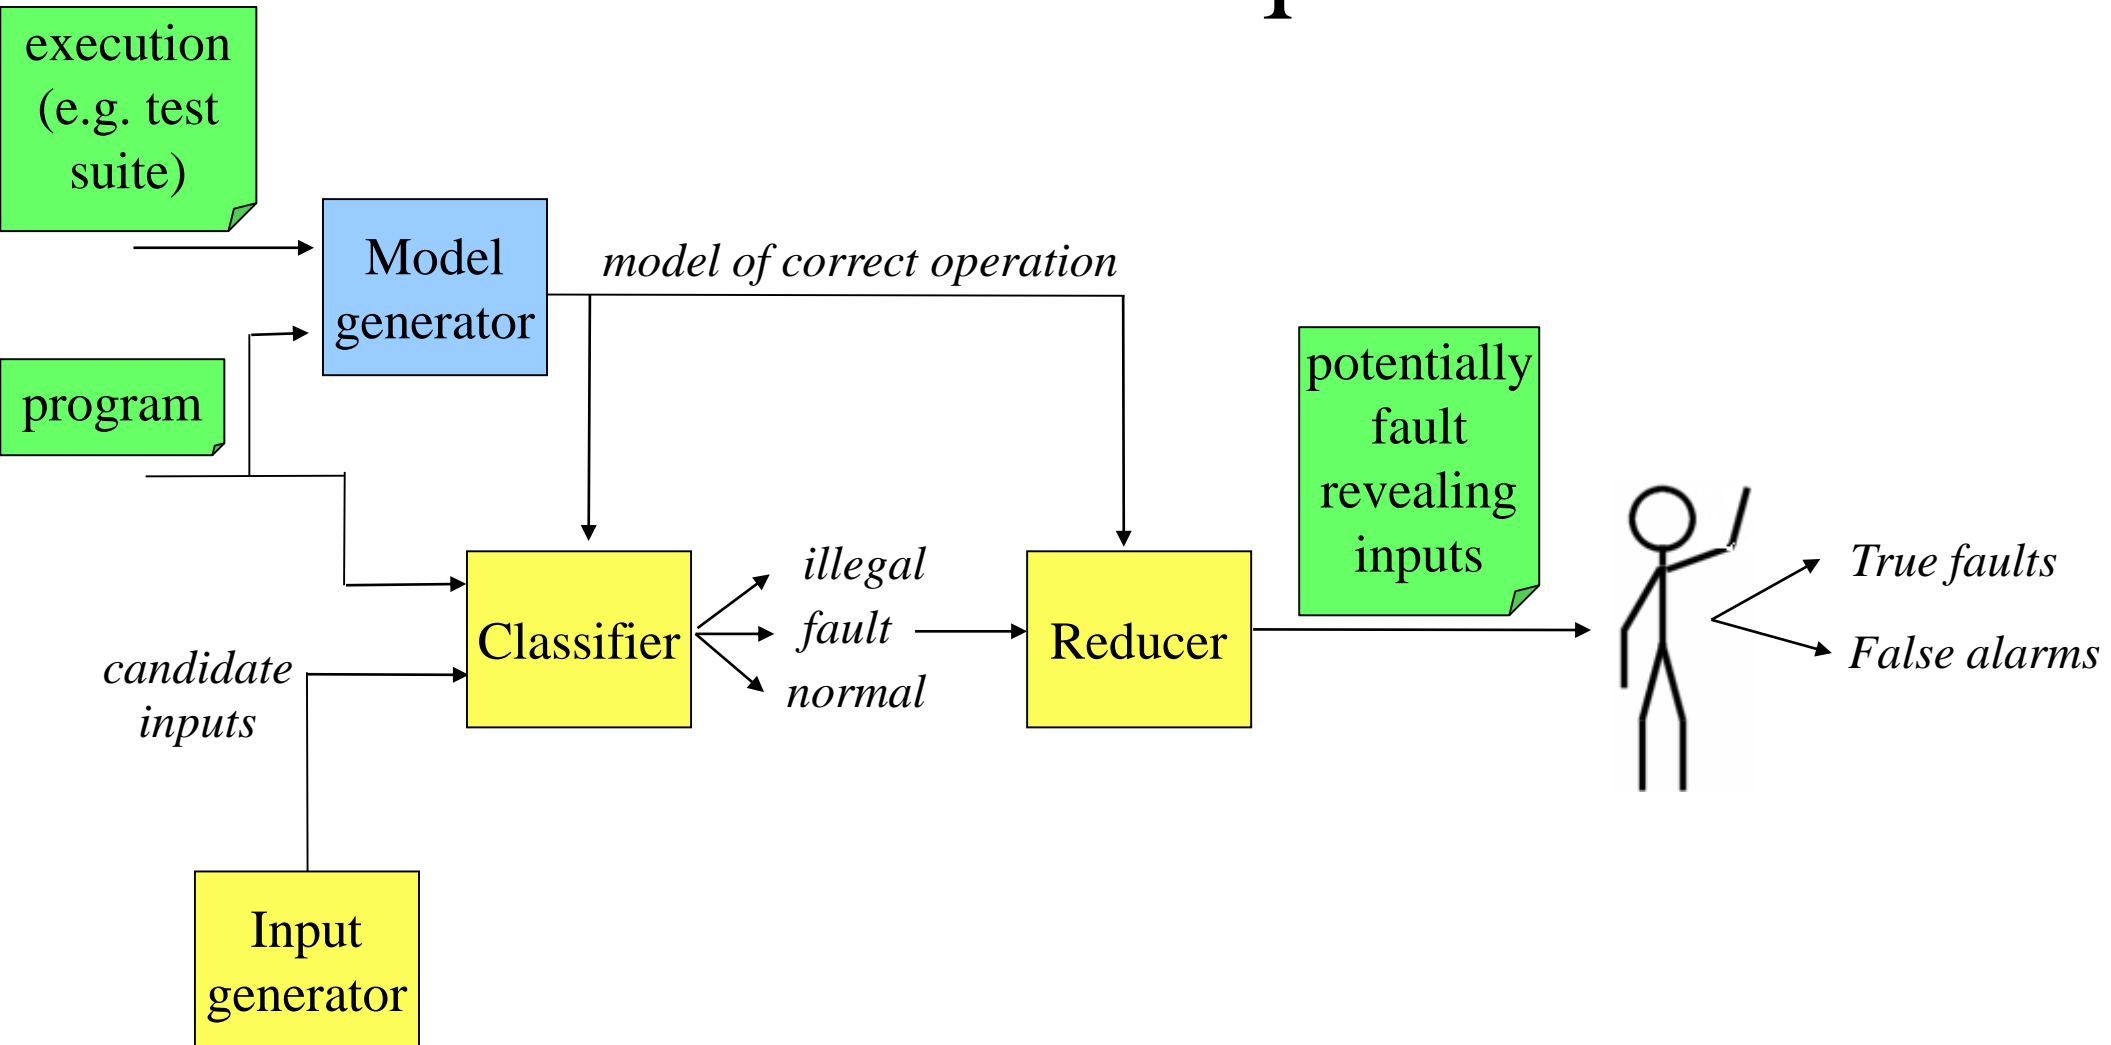 execution
(e.g. test
suite)
Model
generator
model of correct operation
program
potentially
fault
revealing
inputs
illegal
fault
normal
Classifier
Reducer
True faults
False alarms
candidate
inputs
Input
generator